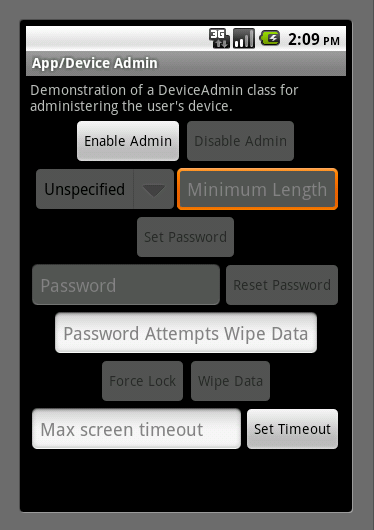 3G 2:09 PM
App/Device Admin
Demonstration of a DeviceAdmin class for
administering the user's device.
Enable Admin Disable Admin
Unspecified Minimum Length
Set Password
Password Reset Password
Password Attempts Wipe Data
Force Lock Wipe Data
Max screen timeout Set Timeout